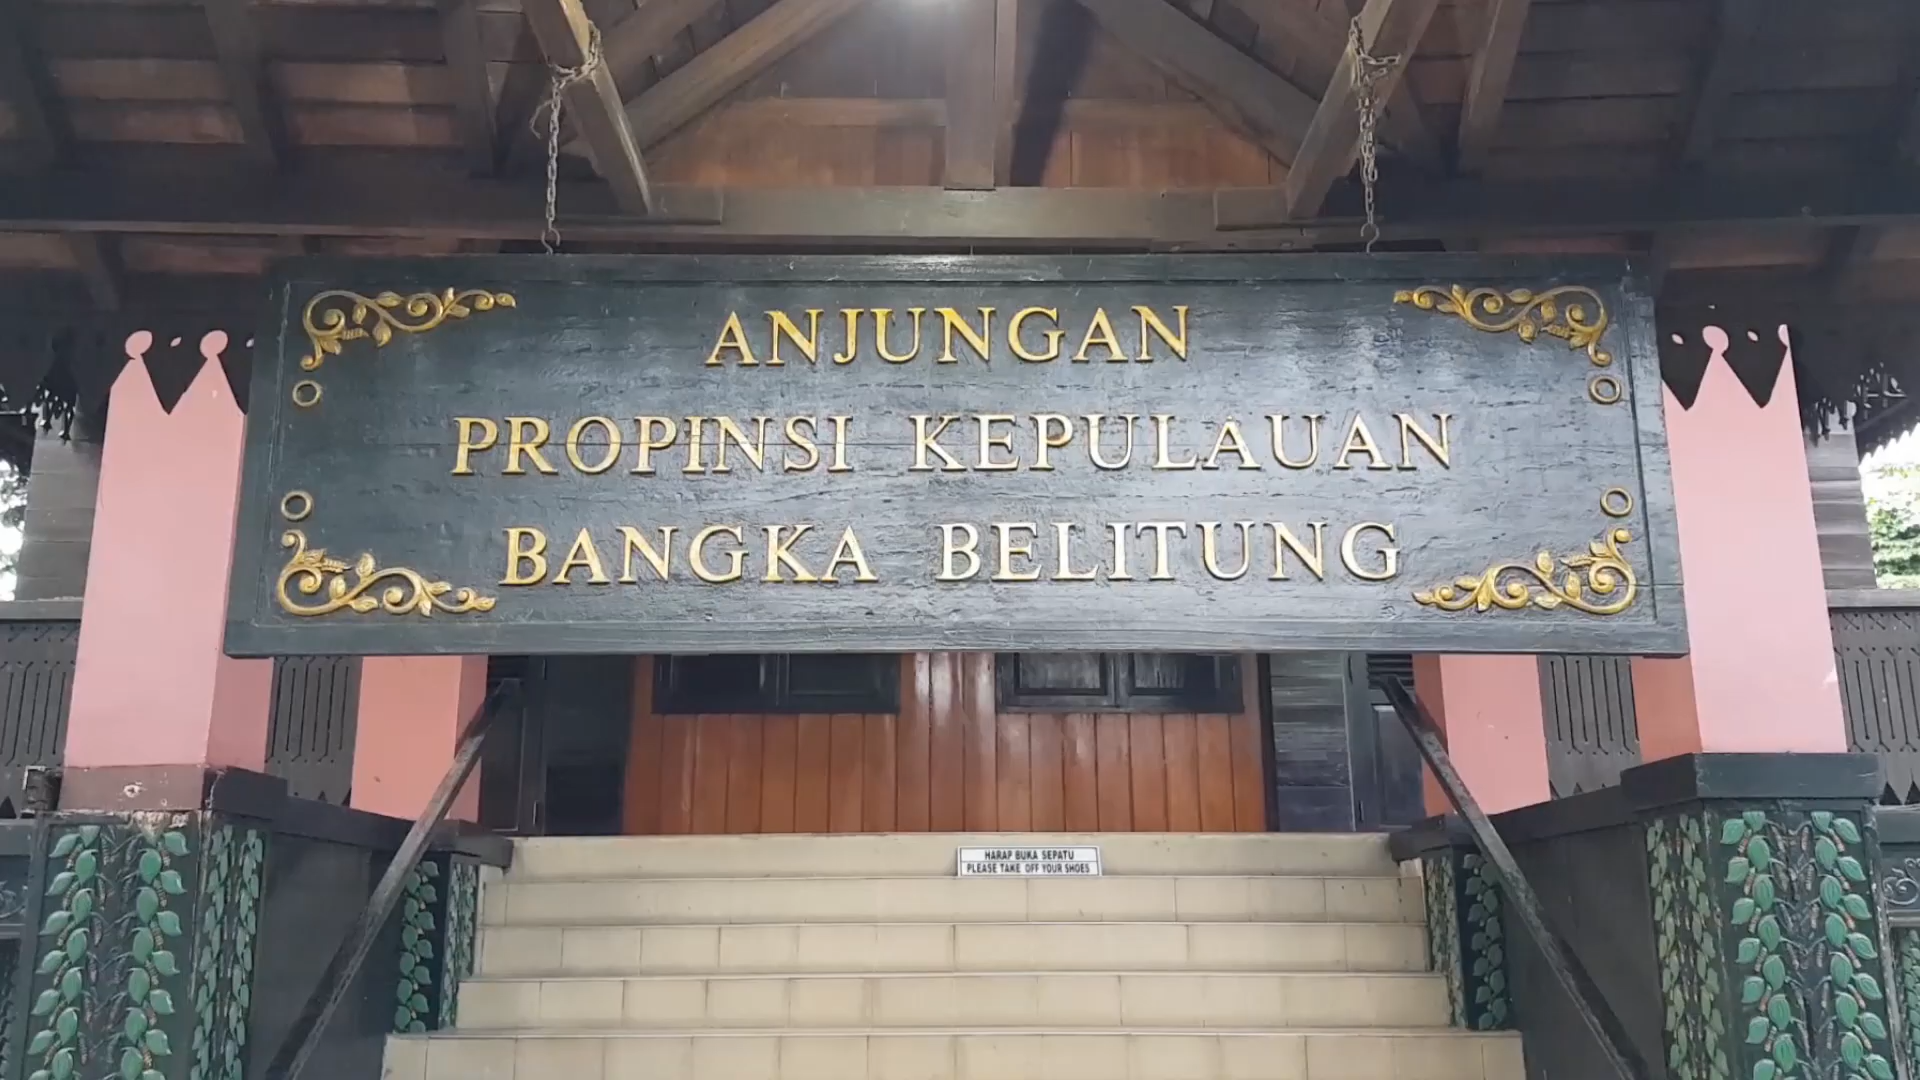 ANJUNGAN
PROPINSI KEPULAUAN
BANGKA BELITUNG
HARAP BUKA SEPATU
PLEASE TAKE OFF YOUR SHOES